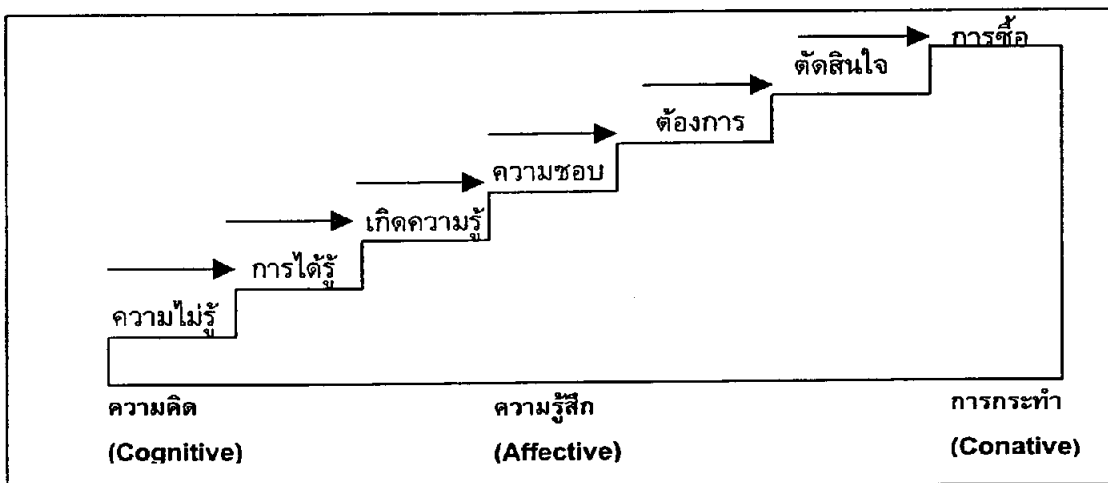 การซื้อ
ตัดสินใจ
ต้องการ
ความชอบ
เกิดความรู้
การได้รู้
ความไม่รู้
ความคิด ความรู้สึก การกระทำ
(Cognitive) (Affective) (Conative)